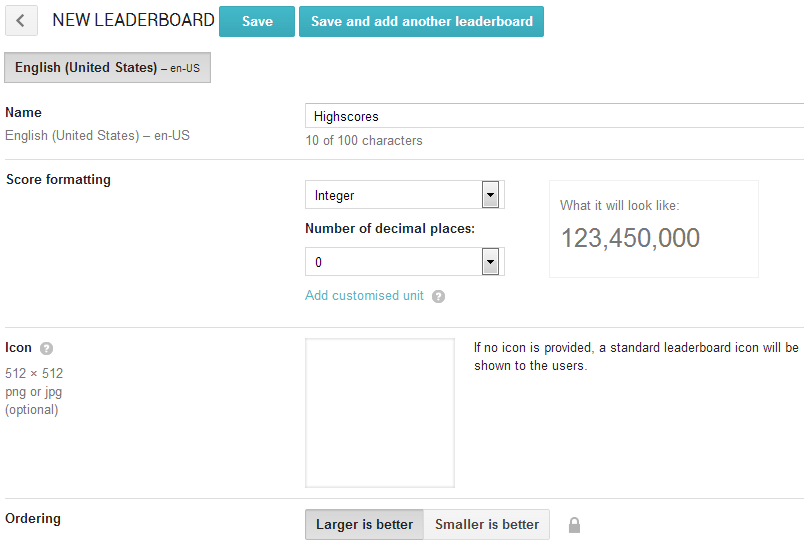 NEW LEADERBOARD Save Save and add another leaderboard
English (United States) – en-US
Name
English (United States) – en-US
Highscores
10 of 100 characters
Score formatting
Integer
Number of decimal places:
0
Add customised unit ?
What it will look like:
123,450,000
Icon ?
512 × 512
png or jpg
(optional)
If no icon is provided, a standard leaderboard icon will be
shown to the users.
Ordering
Larger is better Smaller is better